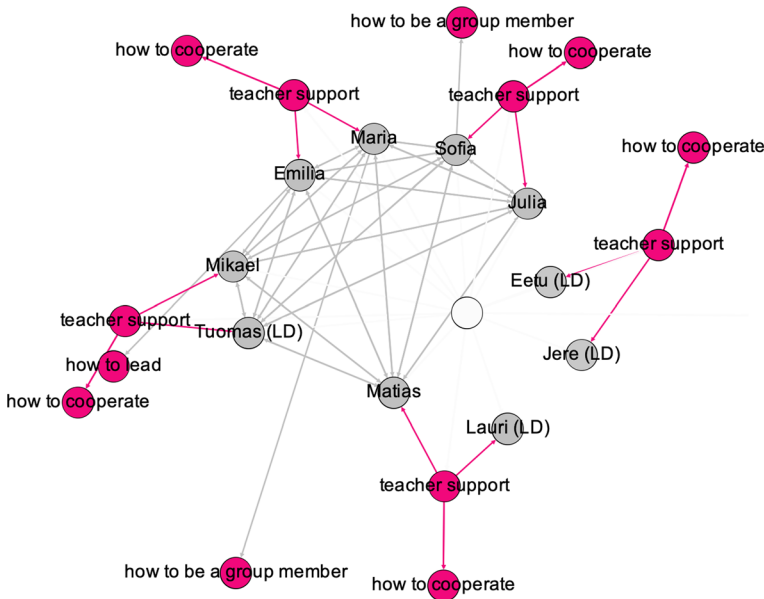 how to be a group member
how to cooperate
how to cooperate
teacher support
teacher support
Maria
Sofia
how to cooperate
Emilia
Julia
teacher support
Mikael
Eetu (LD)
teacher support
Tuomas (LD)
Jere (LD)
how to lead
Matias
how to cooperate
Lauri (LD)
teacher support
how to be a group member
how to cooperate